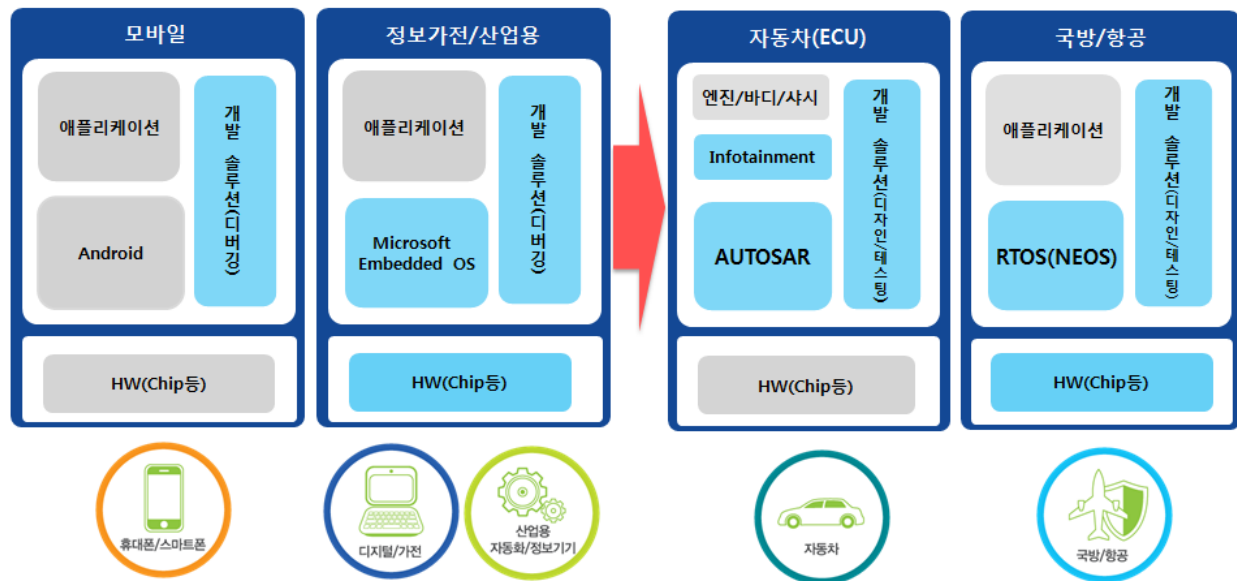 모바일
애플리케이션
Android
개발 솔루션(디버깅)
HW(Chip등)
휴대폰/스마트폰
정보가전/산업용
애플리케이션
Microsoft
Embedded OS
개발 솔루션(디버깅)
HW(Chip등)
디지털/가전
산업용
자동화/정보기기
자동차(ECU)
엔진/바디/샤시
Infotainment
AUTOSAR
개발 솔루션(디자인/테스팅)
HW(Chip등)
자동차
국방/항공
애플리케이션
RTOS(NEOS)
개발 솔루션(디자인/테스팅)
HW(Chip등)
국방/항공